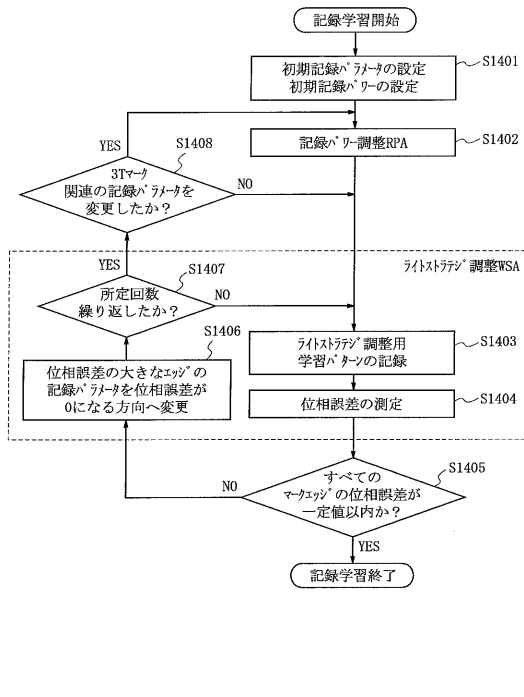 記録学習開始
初期記録ﾊﾟﾗﾒｰﾀの設定
初期記録ﾊﾟﾜｰの設定
S1401
記録ﾊﾟﾜｰ調整RPA
S1402
YES
S1408
3Tﾏｰｸ
関連の記録ﾊﾟﾗﾒｰﾀを
変更したか？
NO
ﾗｲﾄｽﾄﾗﾃｼﾞ調整WSA
YES
S1407
所定回数
繰り返したか？
NO
S1406
位相誤差の大きなｴｯｼﾞの
記録ﾊﾟﾗﾒｰﾀを位相誤差が
0になる方向へ変更
ﾗｲﾄｽﾄﾗﾃｼﾞ調整用
学習ﾊﾟﾀｰﾝの記録
S1403
位相誤差の測定
S1404
すべての
ﾏｰｸｴｯｼﾞの位相誤差が
一定値以内か？
S1405
NO
YES
記録学習終了